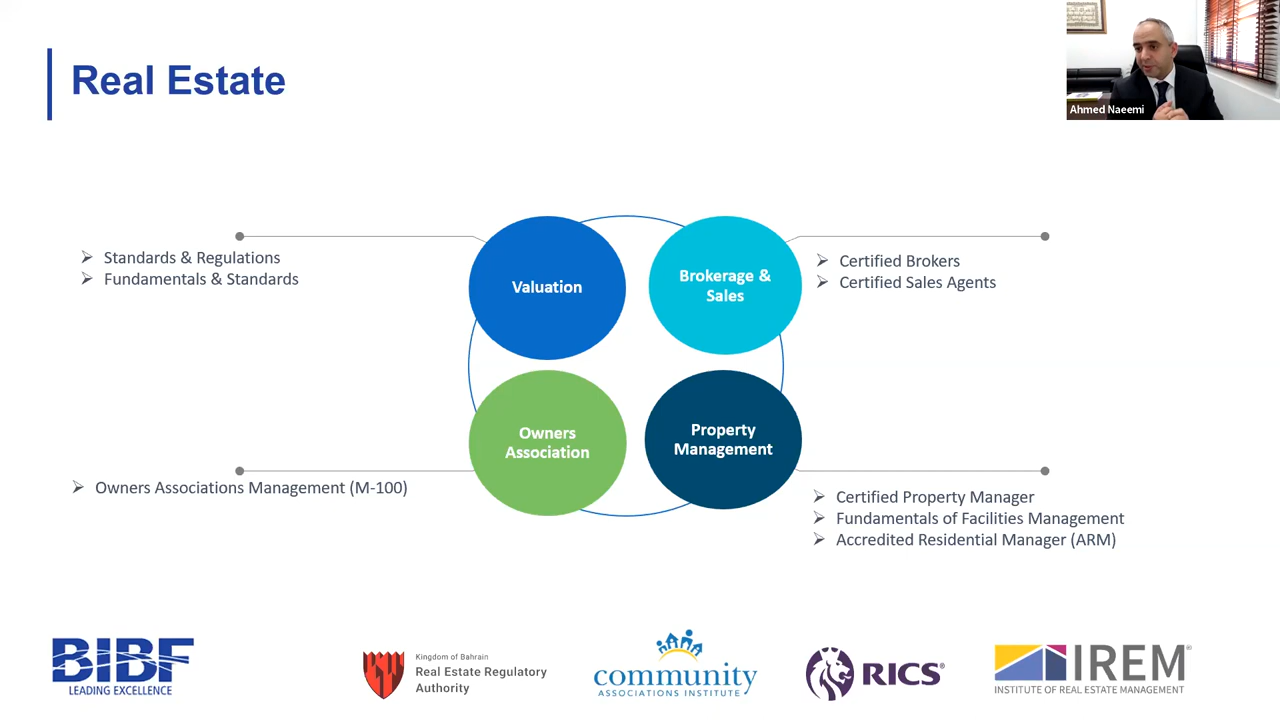 Real Estate
Ahmed Naeemi
Standards & Regulations
Fundamentals & Standards
Valuation
Brokerage &
Sales
Certified Brokers
Certified Sales Agents
Owners
Association
Property
Management
Owners Associations Management (M-100)
Certified Property Manager
Fundamentals of Facilities Management
Accredited Residential Manager (ARM)
BIBF
LEADING EXCELLENCE
Kingdom of Bahrain
Real Estate Regulatory
Authority
community
ASSOCIATIONS INSTITUTE
RICS®
IREM®
INSTITUTE OF REAL ESTATE MANAGEMENT